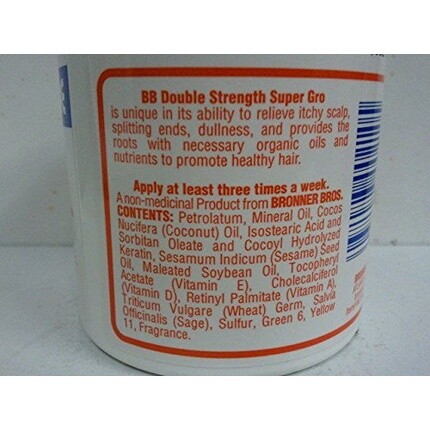 BB Double Strength Super Gro
is unique in its ability to relieve itchy scalp,
splitting ends, dullness, and provides the
roots with necessary organic oils and
nutrients to promote healthy hair.
Apply at least three times a week.
A non-medicinal Product from BRONNER BROS.
CONTENTS: Petrolatum, Mineral Oil, Cocos
Nucifera (Coconut) Oil, Isostearic Acid and
Sorbitan Oleate and Cocoyl Hydrolyzed
Keratin, Sesamum Indicum (Sesame) Seed
Oil, Maleated Soybean Oil, Tocopheryl
Acetate (Vitamin E), Cholecalciferol
(Vitamin D), Retinyl Palmitate (Vitamin A),
Triticum Vulgare (Wheat) Germ, Salvia
Officinalis (Sage), Sulfur, Green 6, Yellow
11, Fragrance.